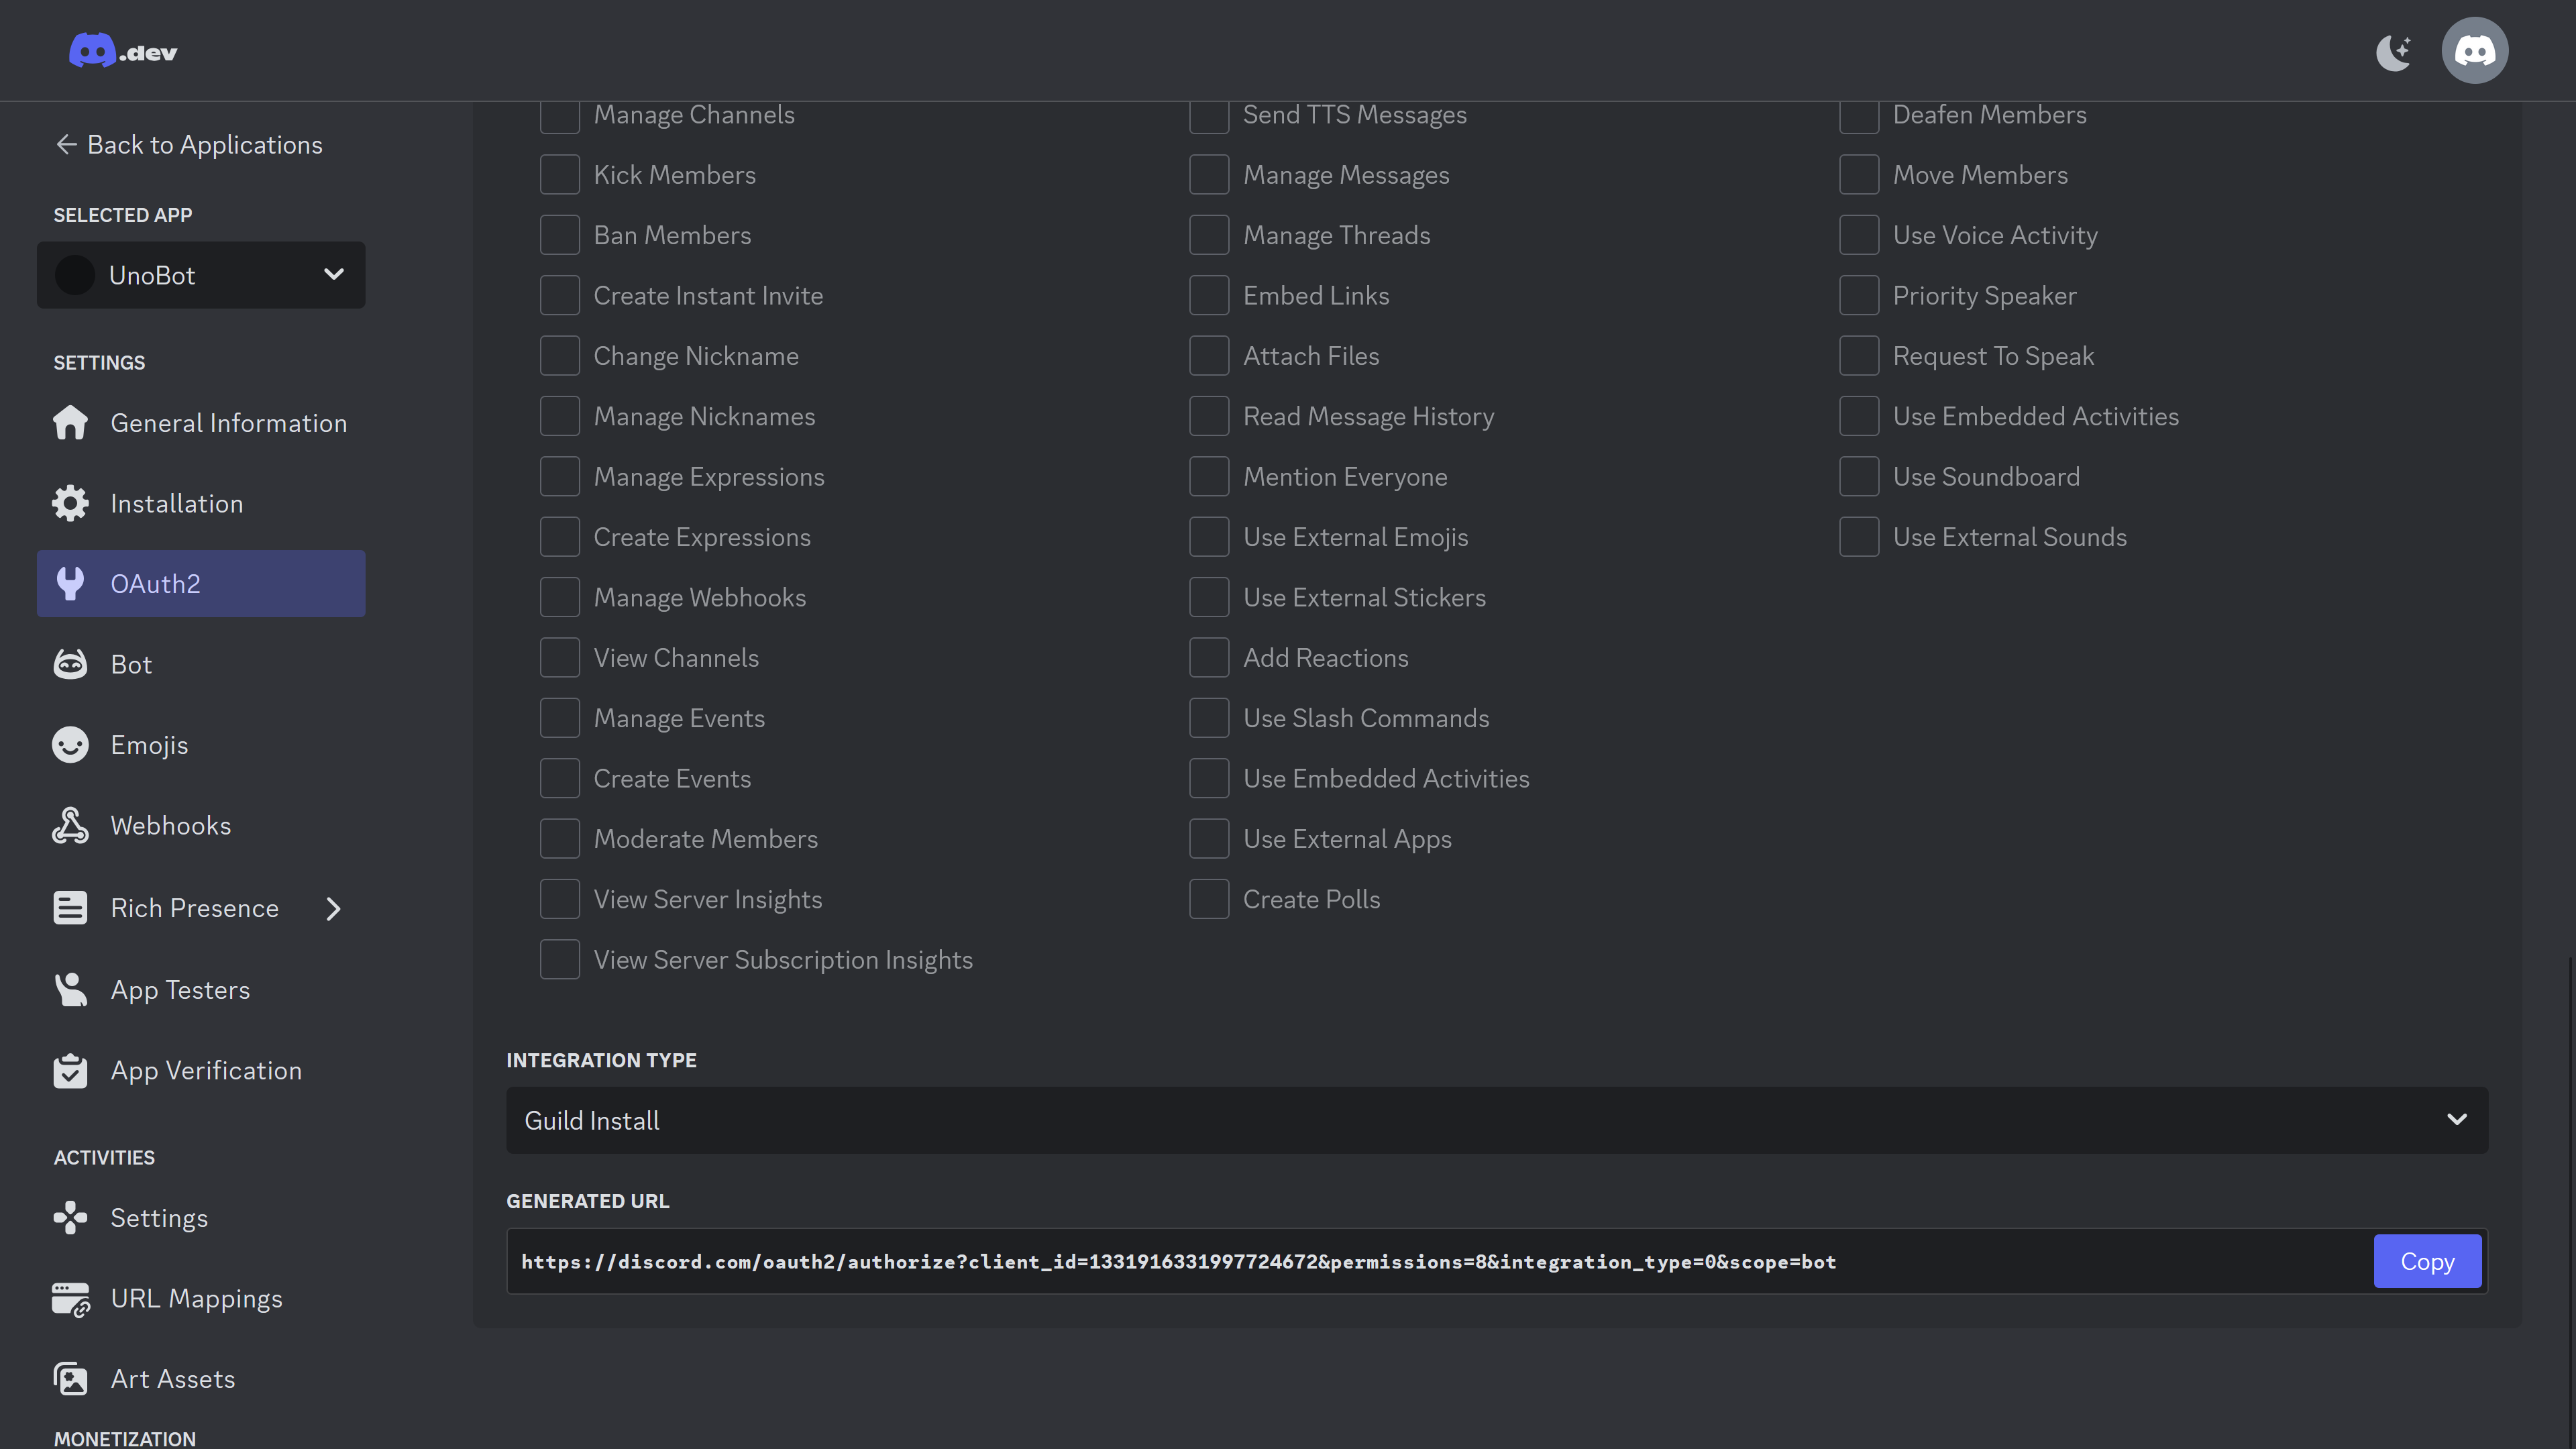 .dev
Back to Applications
SELECTED APP
UnoBot
SETTINGS
General Information
Installation
OAuth2
Bot
Emojis
Webhooks
Rich Presence
App Testers
App Verification
ACTIVITIES
Settings
URL Mappings
Art Assets
MONETIZATION
Manage Channels
Kick Members
Ban Members
Create Instant Invite
Change Nickname
Manage Nicknames
Manage Expressions
Create Expressions
Manage Webhooks
View Channels
Manage Events
Create Events
Moderate Members
View Server Insights
View Server Subscription Insights
Send TTS Messages
Manage Messages
Manage Threads
Embed Links
Attach Files
Read Message History
Mention Everyone
Use External Emojis
Use External Stickers
Add Reactions
Use Slash Commands
Use Embedded Activities
Use External Apps
Create Polls
Deafen Members
Move Members
Use Voice Activity
Priority Speaker
Request To Speak
Use Embedded Activities
Use Soundboard
Use External Sounds
INTEGRATION TYPE
Guild Install
GENERATED URL
https://discord.com/oauth2/authorize?client_id=1331916331997724672&permissions=8&integration_type=0&scope=bot
Copy